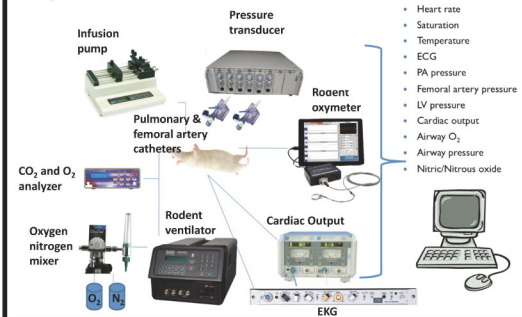 Infusion
pump
Pressure
transducer
Rodent
oxymeter
Pulmonary &
femoral artery
catheters
CO₂ and O₂
analyzer
Oxygen
nitrogen
mixer
O₂
N₂
Rodent
ventilator
Cardiac Output
EKG
• Heart rate
• Saturation
• Temperature
• ECG
• PA pressure
• Femoral artery pressure
• LV pressure
• Cardiac output
• Airway O₂
• Airway pressure
• Nitric/Nitrous oxide